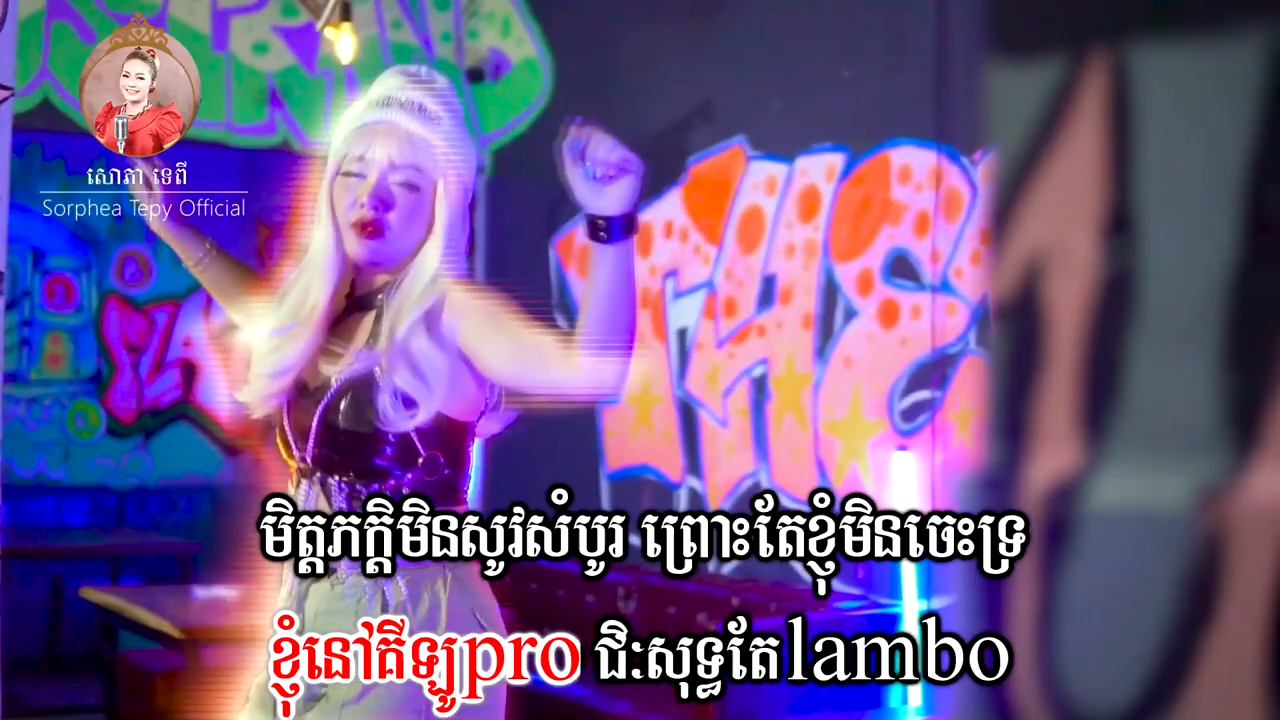 សោភា ទេពី
Sorphea Tepy Official
THE
មិត្តភក្តិមិនសូវសំបូរ ព្រោះតែខ្ញុំមិនចេះទ្រ
ខ្ញុំនៅគីឡូpro ជិះសុទ្ធតែlambo